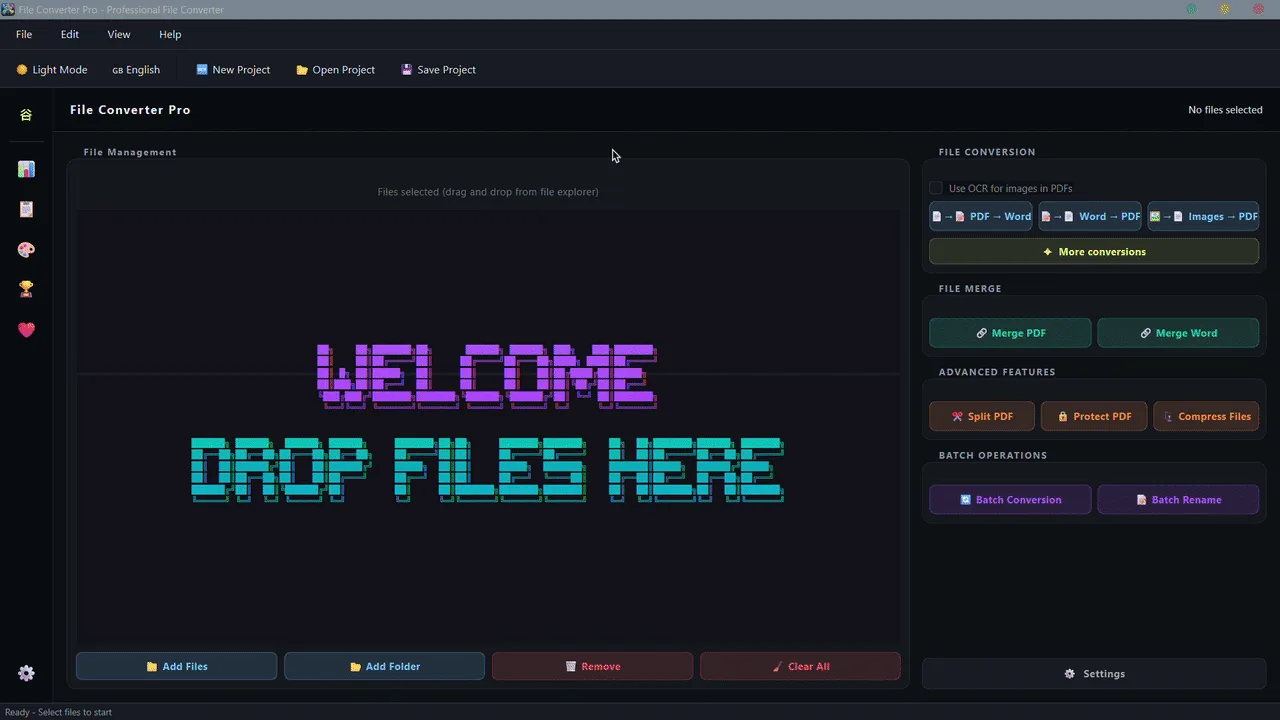 File Converter Pro - Professional File Converter
File Edit View Help
Light Mode GB English New Project Open Project Save Project
File Converter Pro
No files selected
File Management
Files selected (drag and drop from file explorer)
WELCOME
DROP FILES HERE
Add Files Add Folder Remove Clear All
FILE CONVERSION
Use OCR for images in PDFs
→ PDF → Word → Word → PDF → Images → PDF
More conversions
FILE MERGE
Merge PDF Merge Word
ADVANCED FEATURES
Split PDF Protect PDF Compress Files
BATCH OPERATIONS
Batch Conversion Batch Rename
Settings
Ready - Select files to start